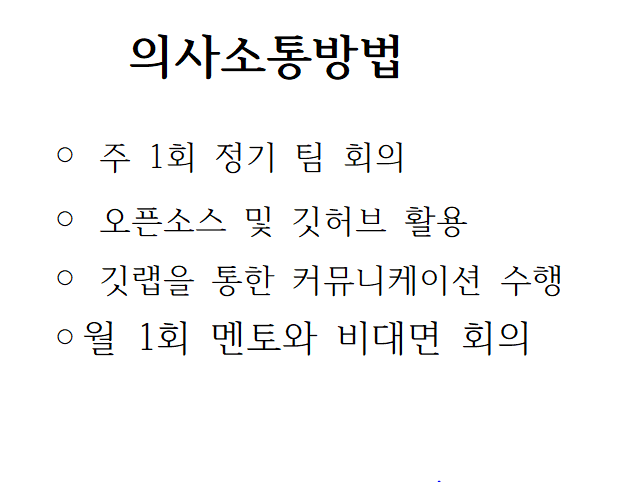 의사소통방법
○ 주 1회 정기 팀 회의
○ 오픈소스 및 깃허브 활용
○ 깃랩을 통한 커뮤니케이션 수행
○ 월 1회 멘토와 비대면 회의